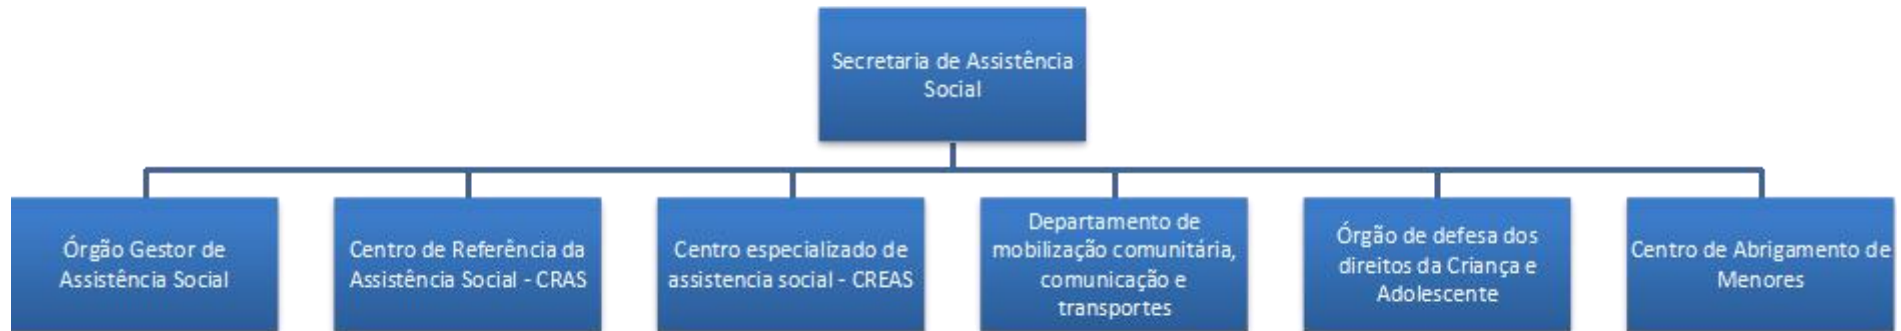 Secretaria de Assistência
Social
Órgão Gestor de
Assistência Social
Centro de Referência da
Assistência Social - CRAS
Centro especializado de
assistencia social - CREAS
Departamento de
mobilização comunitária,
comunicação e
transportes
Órgão de defesa dos
direitos da Criança e
Adolescente
Centro de Abrigamento de
Menores